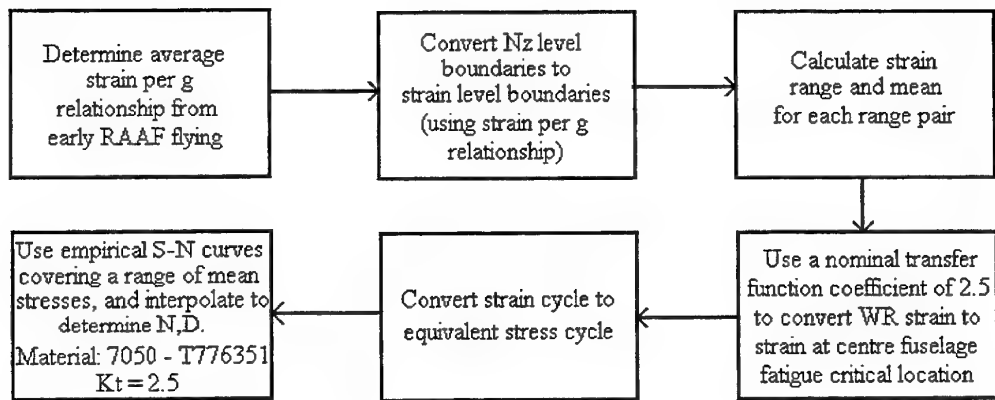 Determine average
strain per g
relationship from
early RAAF flying
Convert Nz level
boundaries to
strain level boundaries
(using strain per g
relationship)
Calculate strain
range and mean
for each range pair
Use a nominal transfer
function coefficient of 2.5
to convert WR strain to
strain at centre fuselage
fatigue critical location
Convert strain cycle to
equivalent stress cycle
Use empirical S-N curves
covering a range of mean
stresses, and interpolate to
determine N,D.
Material: 7050 - T776351
Kt = 2.5